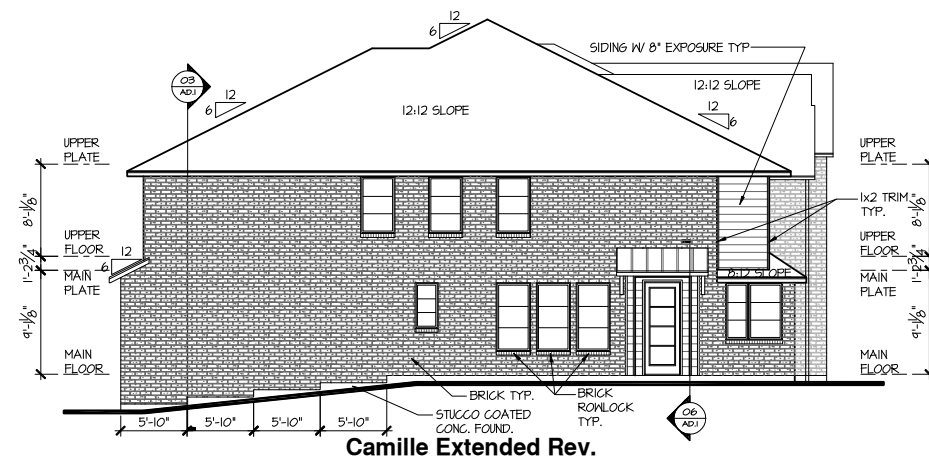 12
6
SIDING W/ 8" EXPOSURE TYP
03
AD.1
12
6
12:12 SLOPE
12:12 SLOPE
12
6
UPPER
PLATE
UPPER
PLATE
8'-1/8"
1x2 TRIM
TYP.
8'-1/8"
UPPER
FLOOR
12
6
UPPER
FLOOR
1'-2 3/4"
8:12 SLOPE
1'-2 3/4"
MAIN
PLATE
MAIN
PLATE
9'-1/8"
9'-1/8"
MAIN
FLOOR
MAIN
FLOOR
BRICK TYP.
BRICK
ROWLOCK
TYP.
STUCCO COATED
CONC. FOUND.
5'-10"
5'-10"
5'-10"
5'-10"
06
AD.1
Camille Extended Rev.